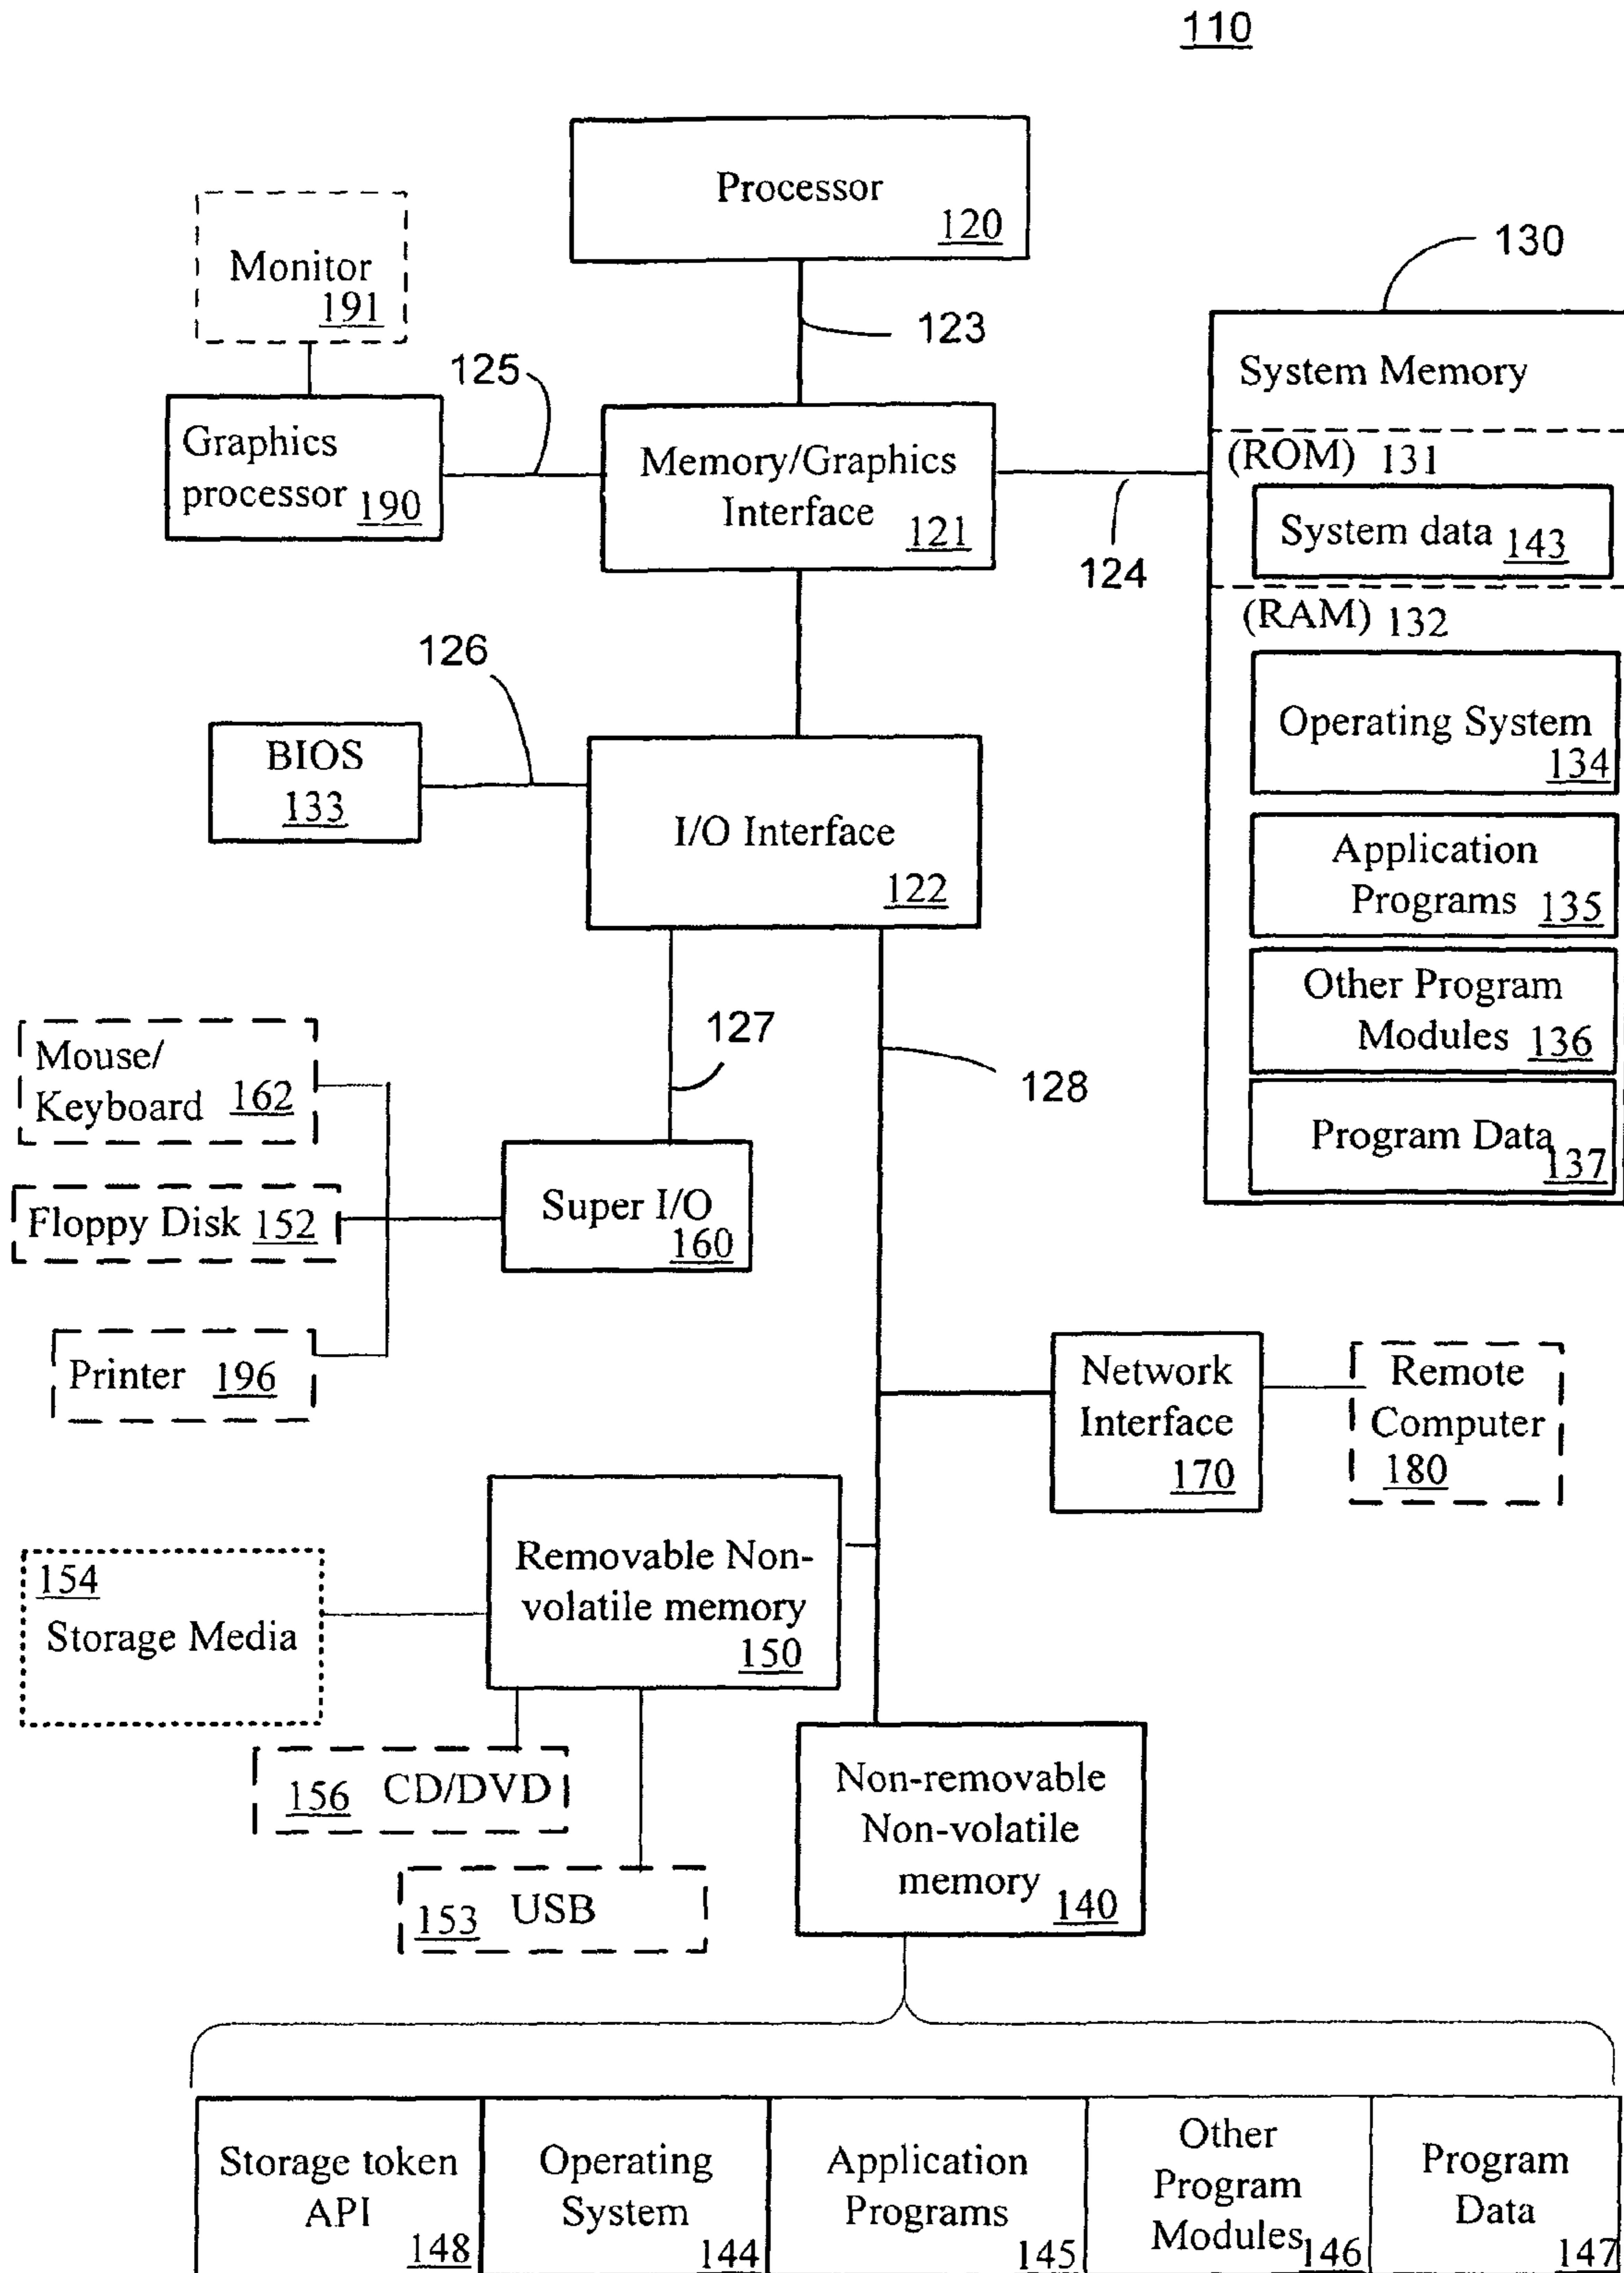 110
Processor
120
Monitor
191
130
123
125
System Memory
Graphics
processor 190
Memory/Graphics
Interface 121
(ROM) 131
System data 143
124
(RAM) 132
126
Operating System
134
BIOS
133
I/O Interface
122
Application
Programs 135
Other Program
Modules 136
127
128
Mouse/
Keyboard 162
Program Data
137
Super I/O
160
Floppy Disk 152
Printer 196
Network
Interface
170
Remote
Computer
180
Removable Non-
volatile memory
150
154
Storage Media
156 CD/DVD
153 USB
Non-removable
Non-volatile
memory 140
Storage token
API
148
Operating
System
144
Application
Programs
145
Other
Program
Modules 146
Program
Data
147